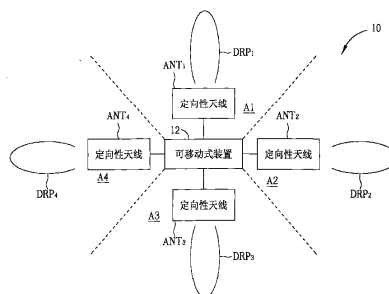 10
DRP₁
ANT₁
定向性天线
A1
ANT₄
12
ANT₂
定向性天线
可移动式装置
定向性天线
DRP₄
A4
A2
DRP₂
A3
定向性天线
ANT₃
DRP₃